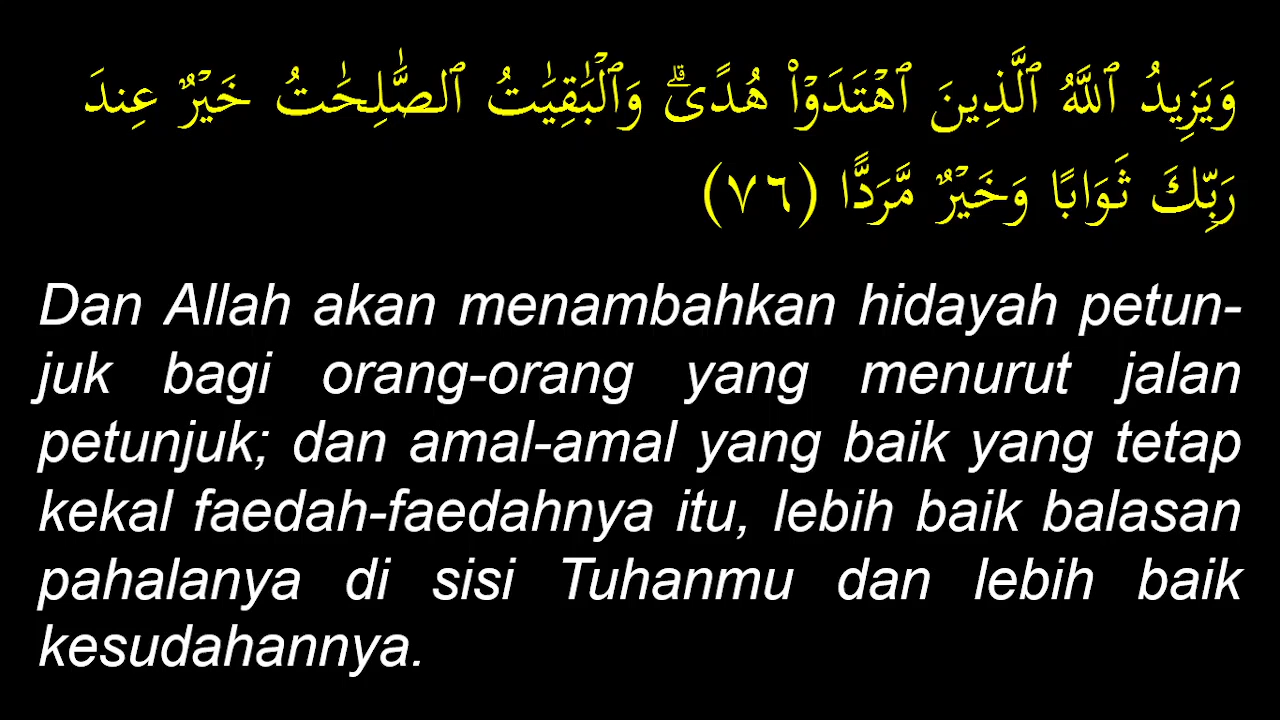 وَيَزِيدُ ٱللَّهُ ٱلَّذِينَ ٱهْتَدَوْا۟ هُدًىۗ وَٱلْبَٰقِيَٰتُ ٱلصَّٰلِحَٰتُ خَيْرٌ عِندَ
رَبِّكَ ثَوَابًا وَخَيْرٌ مَّرَدًّا (٧٦)
Dan Allah akan menambahkan hidayah petun-
juk bagi orang-orang yang menurut jalan
petunjuk; dan amal-amal yang baik yang tetap
kekal faedah-faedahnya itu, lebih baik balasan
pahalanya di sisi Tuhanmu dan lebih baik
kesudahannya.